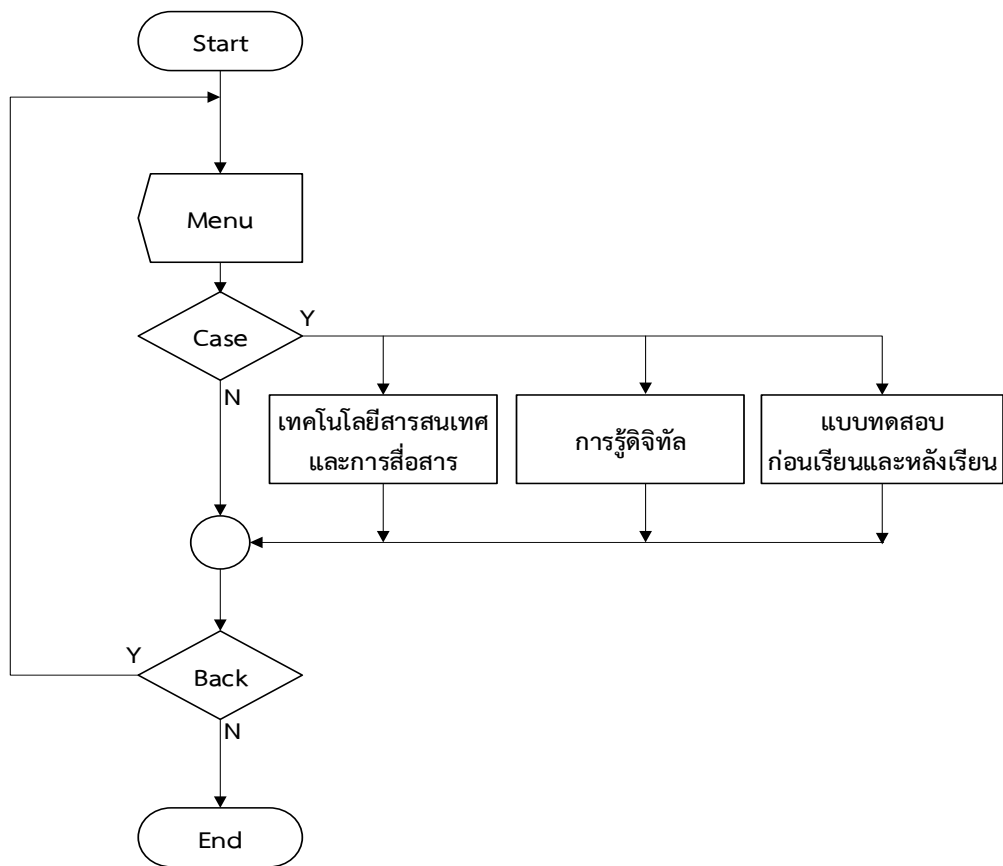 Start
Menu
Case
Y
N
เทคโนโลยีสารสนเทศ
และการสื่อสาร
การรู้ดิจิทัล
แบบทดสอบ
ก่อนเรียนและหลังเรียน
Y
Back
N
End